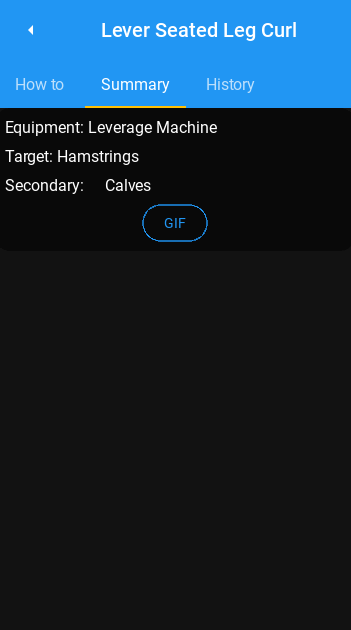 Lever Seated Leg Curl
How to Summary History
Equipment: Leverage Machine
Target: Hamstrings
Secondary: Calves
GIF